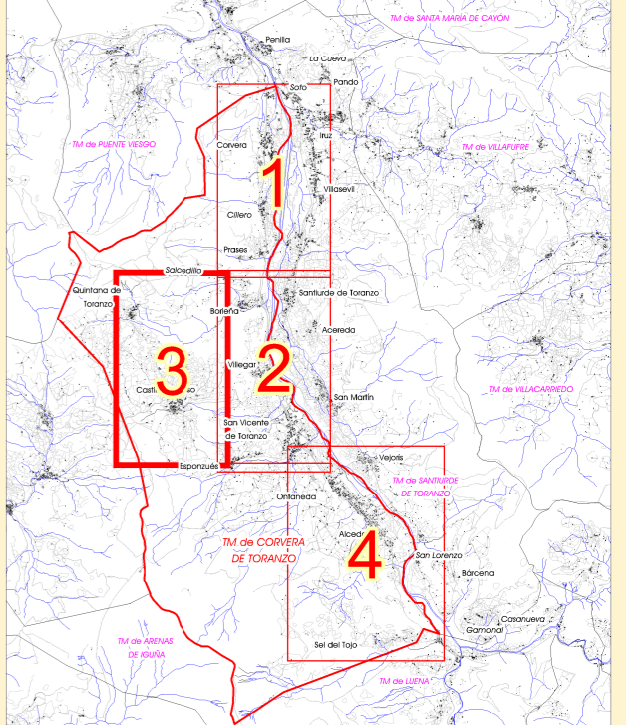 TM de SANTA MARIA DE CAYÓN
Penilla
La Cueva
Pando
Soto
Iruz
TM de PUENTE VIESGO
Corvera
TM de VILLAFUFRE
1
Villasevil
Cillero
Prases
Salcedillo
Quintana de
Toranzo
Santiurde de Toranzo
Borleña
Acereda
Villegar
2
3
TM de VILLACARRIEDO
San Martín
San Vicente
de Toranzo
Vejorís
Esponzués
TM de SANTIURDE
DE TORANZO
Ontaneda
Alceda
TM de CORVERA
DE TORANZO
4
San Lorenzo
Bárcena
Casanueva
Gamonal
TM de ARENAS
DE IGUÑA
Sel del Tojo
TM de LUENA